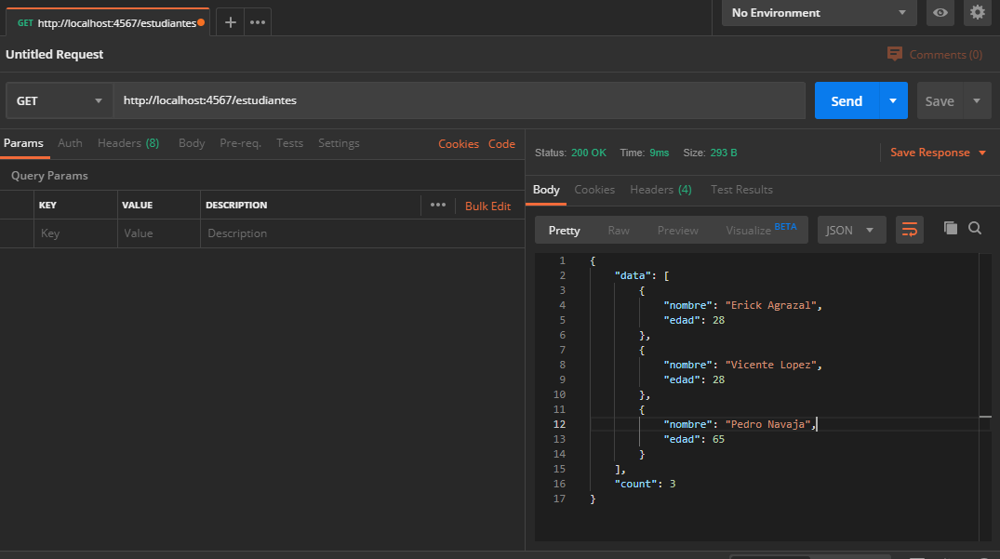 GET http://localhost:4567/estudiantes
No Environment
Untitled Request
Comments (0)
GET http://localhost:4567/estudiantes Send Save
Params Auth Headers (8) Body Pre-req. Tests Settings Cookies Code
Query Params
KEY VALUE DESCRIPTION Bulk Edit
Key Value Description
Status: 200 OK Time: 9ms Size: 293 B Save Response
Body Cookies Headers (4) Test Results
Pretty Raw Preview Visualize BETA JSON
1 {
2 "data": [
3 {
4 "nombre": "Erick Agrazal",
5 "edad": 28
6 },
7 {
8 "nombre": "Vicente Lopez",
9 "edad": 28
10 },
11 {
12 "nombre": "Pedro Navaja",
13 "edad": 65
14 }
15 ],
16 "count": 3
17 }